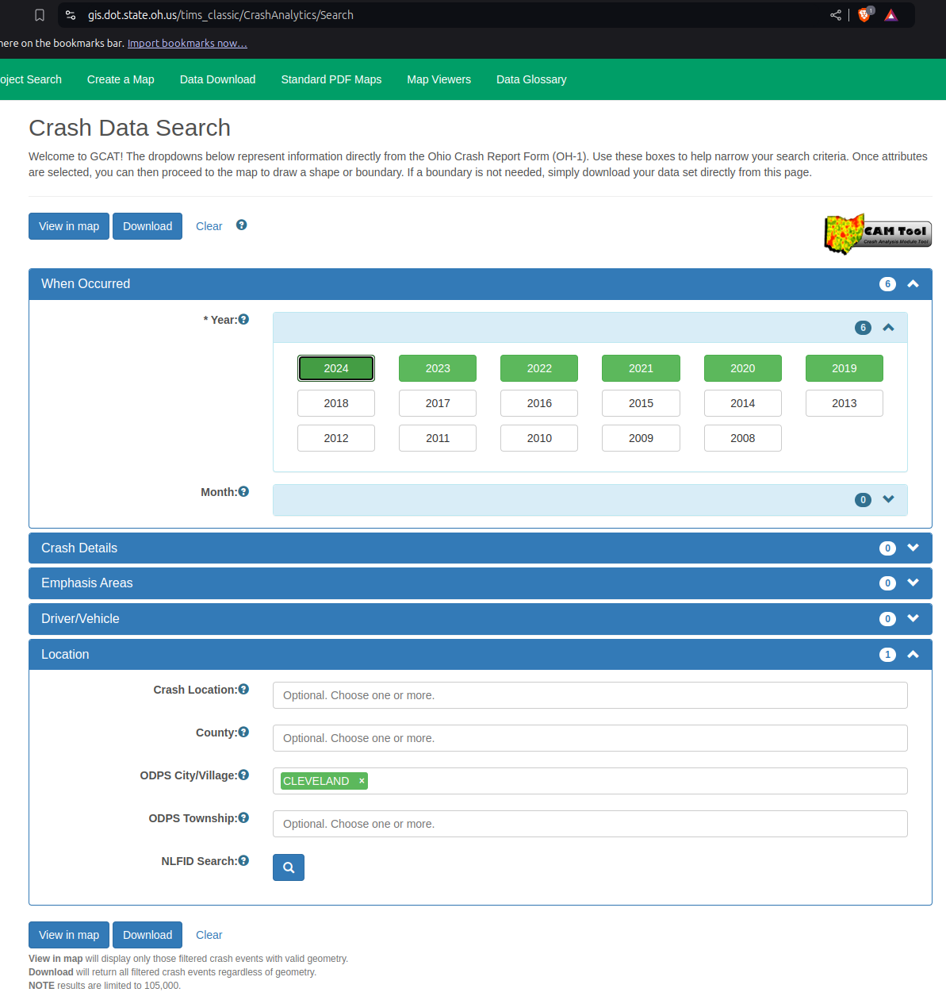 gis.dot.state.oh.us/tims_classic/CrashAnalytics/Search
1
here on the bookmarks bar. Import bookmarks now...
oject Search Create a Map Data Download Standard PDF Maps Map Viewers Data Glossary
Crash Data Search
Welcome to GCAT! The dropdowns below represent information directly from the Ohio Crash Report Form (OH-1). Use these boxes to help narrow your search criteria. Once attributes
are selected, you can then proceed to the map to draw a shape or boundary. If a boundary is not needed, simply download your data set directly from this page.
View in map Download Clear ?
CAM Tool
Crash Analysis Module Tool
When Occurred 6
* Year:? 6
2024 2023 2022 2021 2020 2019
2018 2017 2016 2015 2014 2013
2012 2011 2010 2009 2008
Month:? 0
Crash Details 0
Emphasis Areas 0
Driver/Vehicle 0
Location 1
Crash Location:? Optional. Choose one or more.
County:? Optional. Choose one or more.
ODPS City/Village:? CLEVELAND ×
ODPS Township:? Optional. Choose one or more.
NLFID Search:?
View in map Download Clear
View in map will display only those filtered crash events with valid geometry.
Download will return all filtered crash events regardless of geometry.
NOTE results are limited to 105,000.